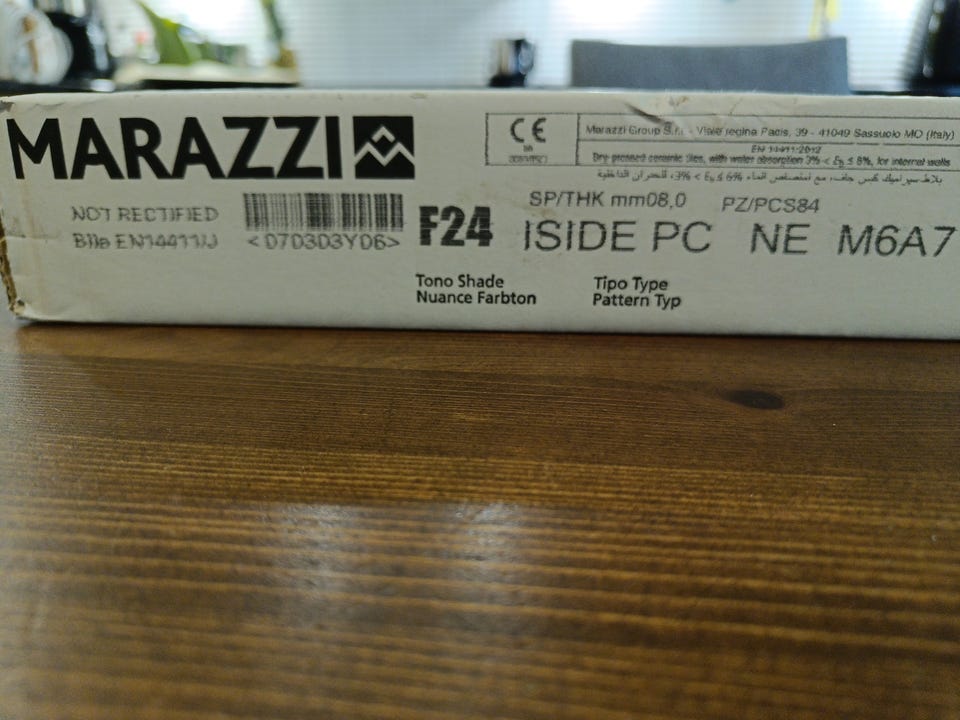 MARAZZI
NOT RECTIFIED
BIIa EN14411/J
<070303Y06>
F24
CE
Marazzi Group S.r.l. - Viale regina Pacis, 39 - 41049 Sassuolo MO (Italy)
EN 14411:2012
Dry-pressed ceramic tiles, with water absorption 3% < Eb ≤ 6%, for internal walls
SP/THK mm08,0 PZ/PCS84
ISIDE PC NE M6A7
Tono Shade
Nuance Farbton
Tipo Type
Pattern Typ